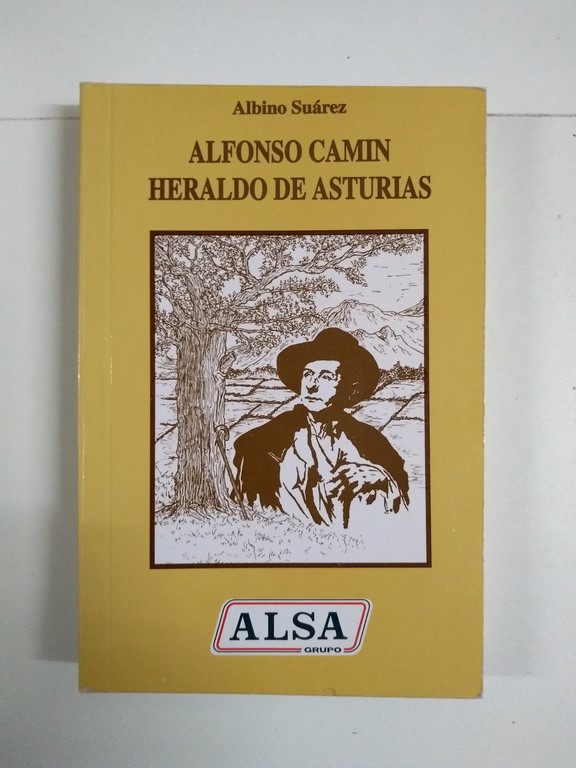 Albino Suárez
ALFONSO CAMIN
HERALDO DE ASTURIAS
ALSA
GRUPO